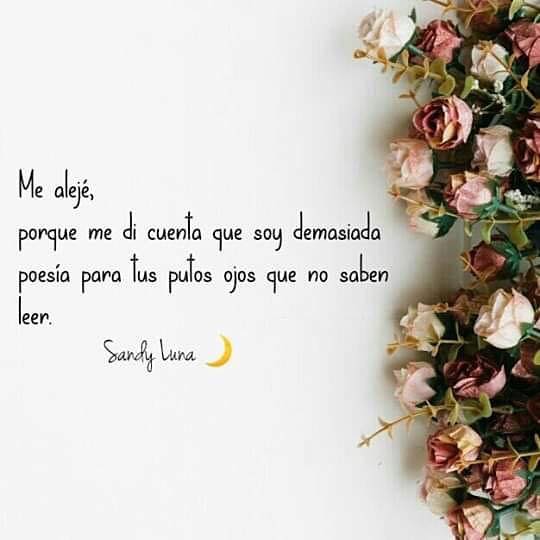 Me alejé,
porque me di cuenta que soy demasiada
poesía para tus putos ojos que no saben
leer.
Sandy Luna 🌙